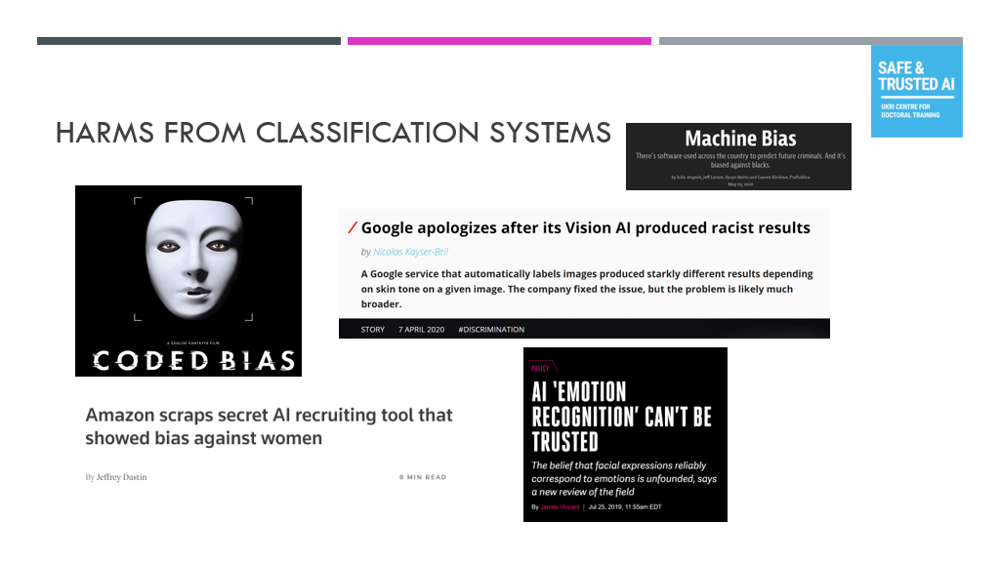 SAFE &
TRUSTED AI
UKRI CENTRE FOR
DOCTORAL TRAINING
HARMS FROM CLASSIFICATION SYSTEMS
Machine Bias
There's software used across the country to predict future criminals. And it's
biased against blacks.
by Julia Angwin, Jeff Larson, Surya Mattu and Lauren Kirchner, ProPublica
May 23, 2016
Google apologizes after its Vision AI produced racist results
by Nicolas Kayser-Bril
A Google service that automatically labels images produced starkly different results depending
on skin tone on a given image. The company fixed the issue, but the problem is likely much
broader.
STORY 7 APRIL 2020 #DISCRIMINATION
A SHALINI KANTAYYA FILM
CODED BIAS
POLICY
AI 'EMOTION
RECOGNITION' CAN'T BE
TRUSTED
The belief that facial expressions reliably
correspond to emotions is unfounded, says
a new review of the field
By James Vincent | Jul 25, 2019, 11:55am EDT
Amazon scraps secret AI recruiting tool that
showed bias against women
By Jeffrey Dastin
8 MIN READ